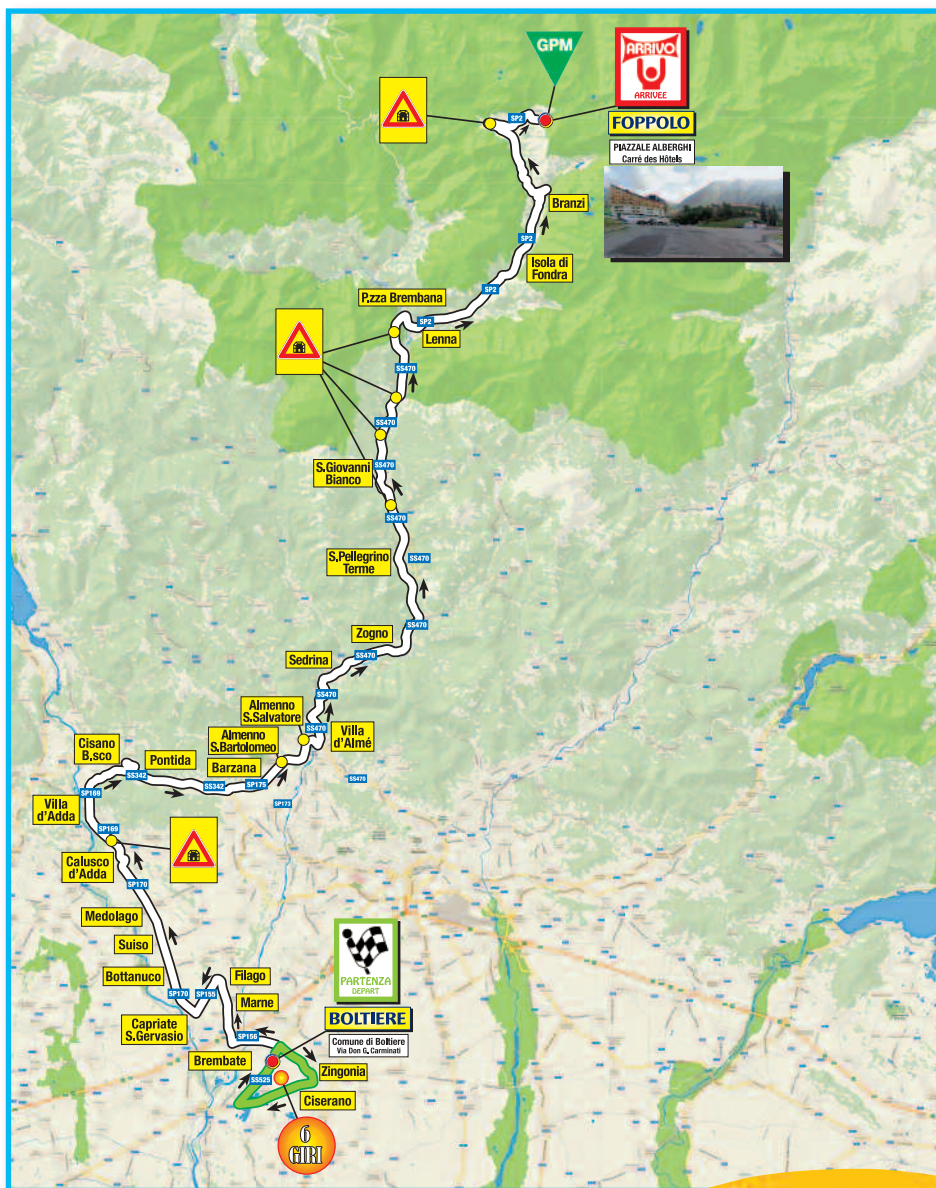 GPM
ARRIVO
ARRIVEE
FOPPOLO
PIAZZALE ALBERGHI
Carré des Hôtels
SP2
Branzi
SP2
Isola di
Fondra
SP2
P.zza Brembana
SP2
Lenna
SS470
SS470
SS470
S.Giovanni
Bianco
SS470
S.Pellegrino
Terme
SS470
SS470
Zogno
SS470
Sedrina
SS470
Almenno
S.Salvatore
SS470
Villa
d'Almé
Almenno
S.Bartolomeo
Cisano
B.sco
Pontida
Barzana
SS342
SS342
SP175
SS470
SP169
SP173
Villa
d'Adda
SP169
Calusco
d'Adda
SP170
Medolago
Suiso
Bottanuco
SP170
SP155
Filago
Marne
Capriate
S.Gervasio
SP156
PARTENZA
DEPART
BOLTIERE
Comune di Boltiere
Via Don G. Carminati
Brembate
Zingonia
SS525
Ciserano
6
GIRI